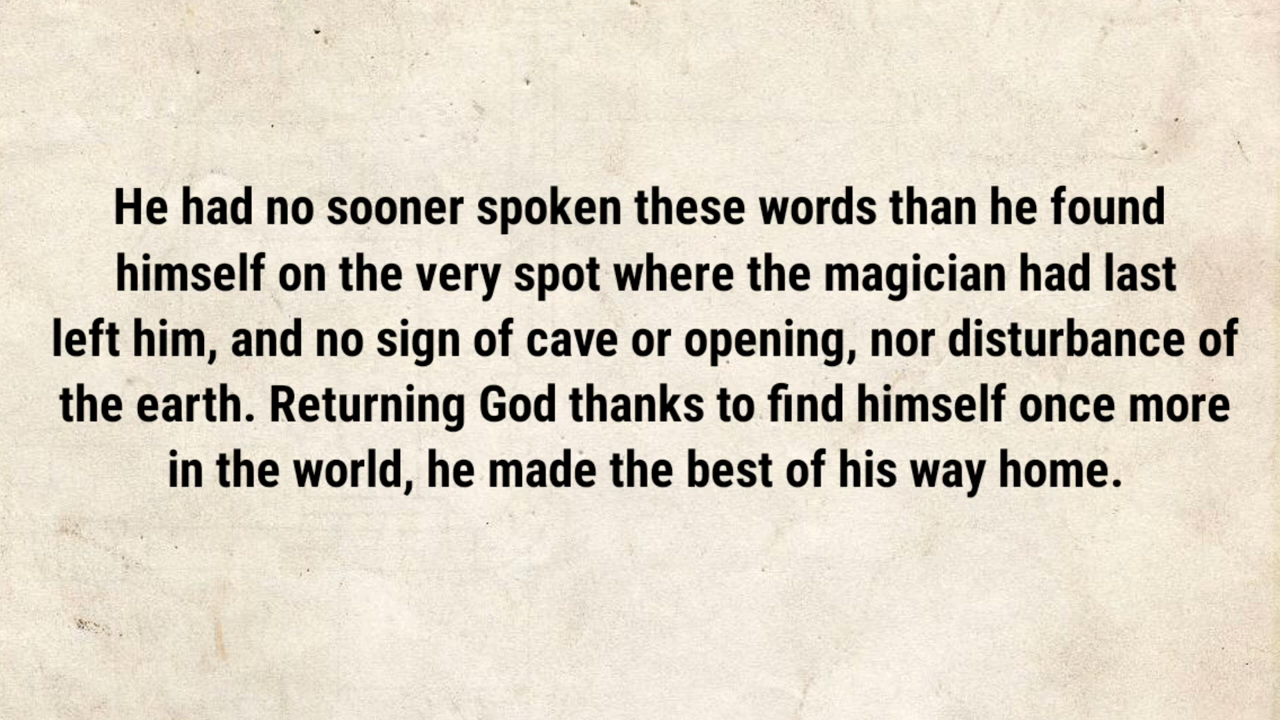 He had no sooner spoken these words than he found
himself on the very spot where the magician had last
left him, and no sign of cave or opening, nor disturbance of
the earth. Returning God thanks to find himself once more
in the world, he made the best of his way home.